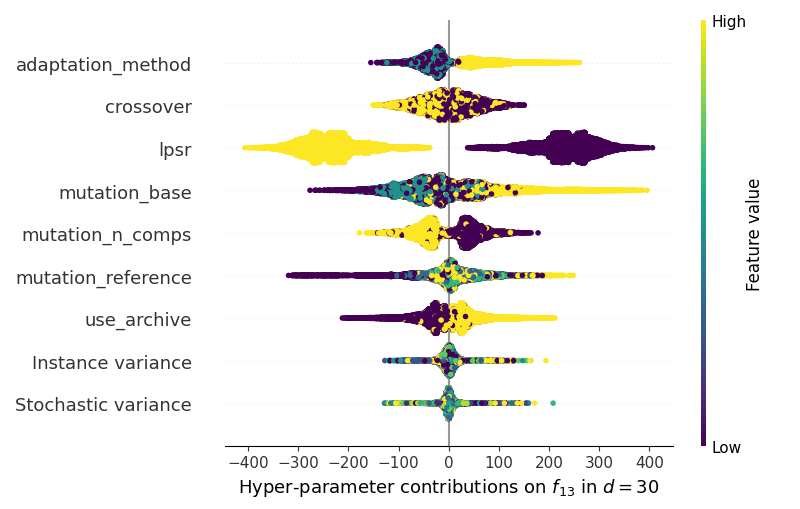 High
adaptation_method
crossover
lpsr
mutation_base
mutation_n_comps
mutation_reference
use_archive
Instance variance
Stochastic variance
Feature value
Low
−400 −300 −200 −100 0 100 200 300 400
Hyper-parameter contributions on f13 in d = 30